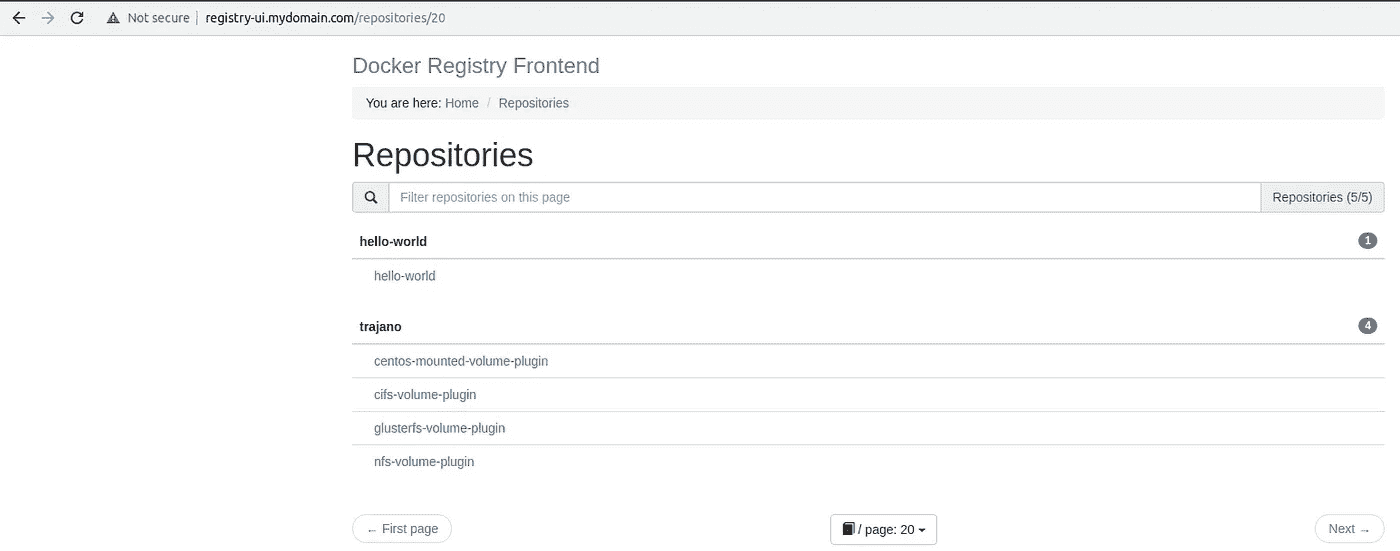 Not secure | registry-ui.mydomain.com/repositories/20
Docker Registry Frontend
You are here: Home / Repositories
Repositories
Filter repositories on this page Repositories (5/5)
hello-world 1
hello-world
trajano 4
centos-mounted-volume-plugin
cifs-volume-plugin
glusterfs-volume-plugin
nfs-volume-plugin
← First page / page: 20 Next →